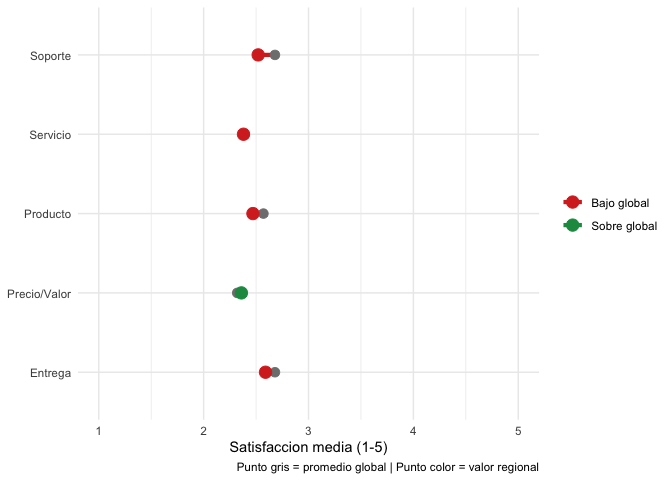 Soporte
Servicio
Producto
Precio/Valor
Entrega
1 2 3 4 5
Satisfaccion media (1-5)
Punto gris = promedio global | Punto color = valor regional
Bajo global
Sobre global